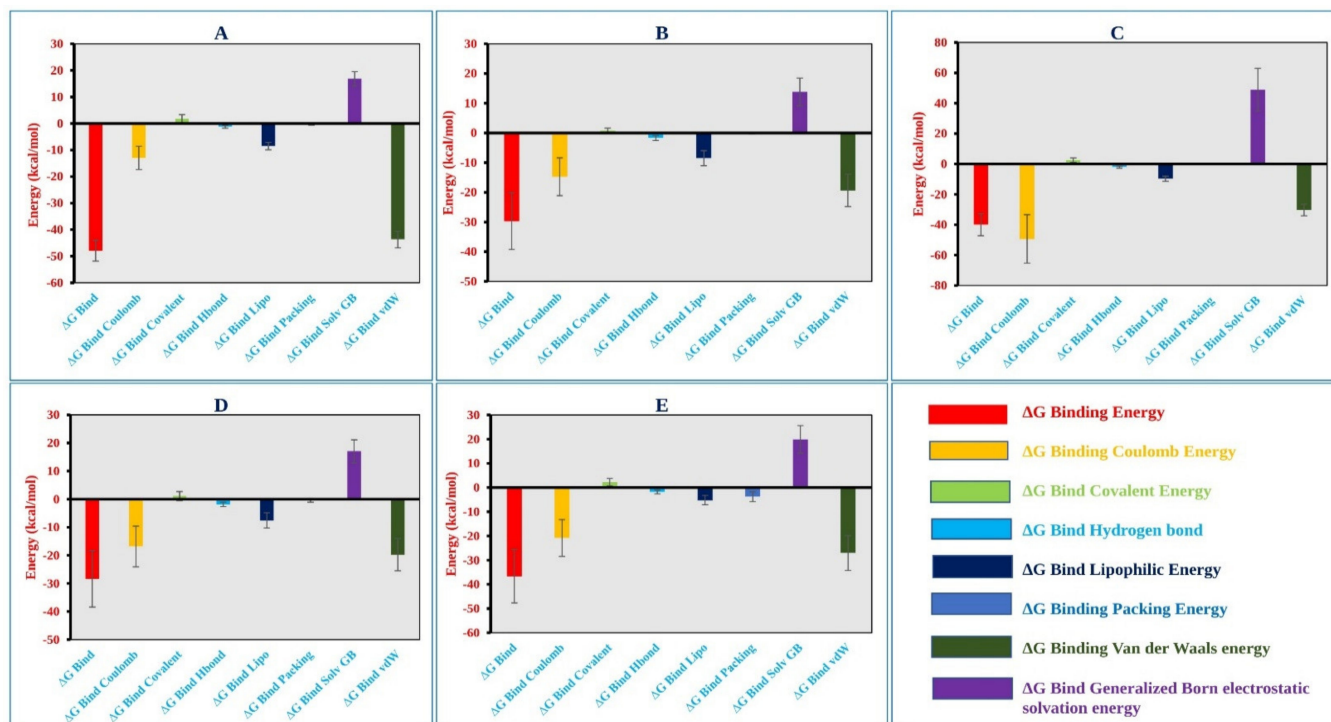 A
30
20
10
0
-10
-20
-30
-40
-50
-60
Energy (kcal/mol)
ΔG Bind
ΔG Bind Coulomb
ΔG Bind Covalent
ΔG Bind Hbond
ΔG Bind Lipo
ΔG Bind Packing
ΔG Bind Solv GB
ΔG Bind vdW
B
30
20
10
0
-10
-20
-30
-40
-50
Energy (kcal/mol)
ΔG Bind
ΔG Bind Coulomb
ΔG Bind Covalent
ΔG Bind Hbond
ΔG Bind Lipo
ΔG Bind Packing
ΔG Bind Solv GB
ΔG Bind vdW
C
80
60
40
20
0
-20
-40
-60
-80
Energy (kcal/mol)
ΔG Bind
ΔG Bind Coulomb
ΔG Bind Covalent
ΔG Bind Hbond
ΔG Bind Lipo
ΔG Bind Packing
ΔG Bind Solv GB
ΔG Bind vdW
D
30
20
10
0
-10
-20
-30
-40
-50
Energy (kcal/mol)
ΔG Bind
ΔG Bind Coulomb
ΔG Bind Covalent
ΔG Bind Hbond
ΔG Bind Lipo
ΔG Bind Packing
ΔG Bind Solv GB
ΔG Bind vdW
E
30
20
10
0
-10
-20
-30
-40
-50
-60
Energy (kcal/mol)
ΔG Bind
ΔG Bind Coulomb
ΔG Bind Covalent
ΔG Bind Hbond
ΔG Bind Lipo
ΔG Bind Packing
ΔG Bind Solv GB
ΔG Bind vdW
ΔG Binding Energy
ΔG Binding Coulomb Energy
ΔG Bind Covalent Energy
ΔG Bind Hydrogen bond
ΔG Bind Lipophilic Energy
ΔG Binding Packing Energy
ΔG Binding Van der Waals energy
ΔG Bind Generalized Born electrostatic
solvation energy